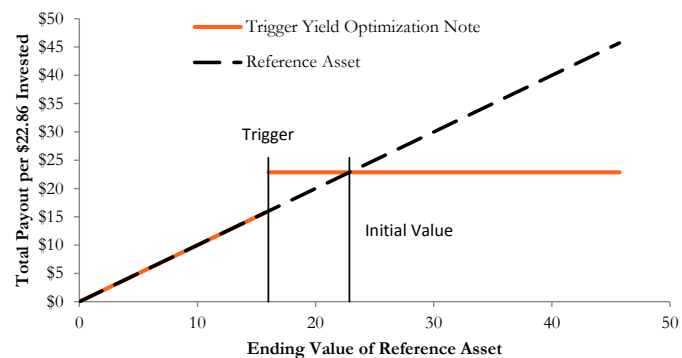 Trigger Yield Optimization Note
Reference Asset
Total Payout per $22.86 Invested
$50
$45
$40
$35
$30
$25
$20
$15
$10
$5
$0
Trigger
Initial Value
0
10
20
30
40
50
Ending Value of Reference Asset